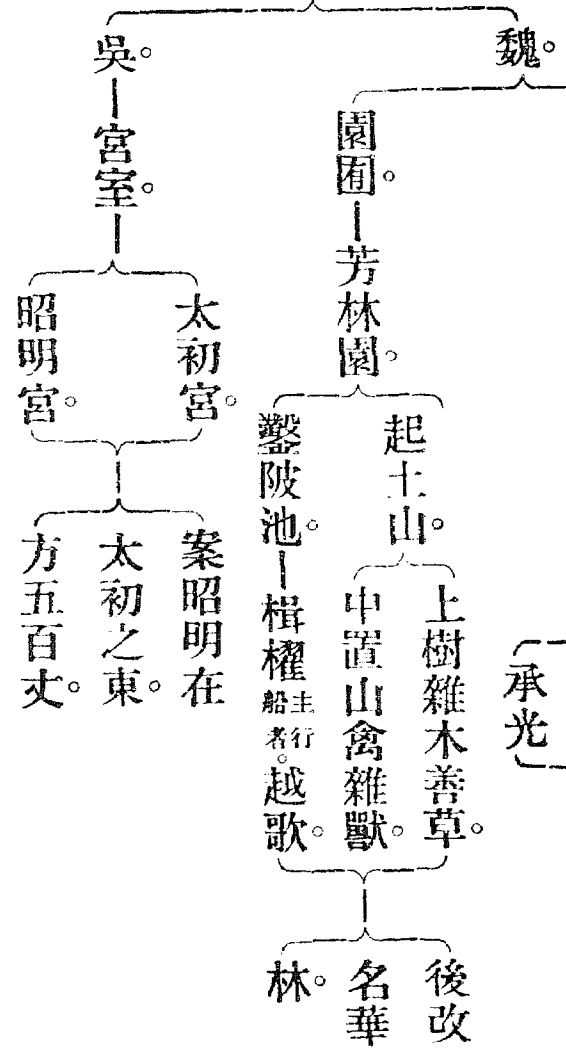 魏。
承光
園囿。芳林園。
起土山。
上樹雜木善草。
中置山禽雜獸。
鑿陂池。楫櫂主行船者。越歌。
後改
名華
林。
吳。宮室。
太初宮。
昭明宮。
案昭明在
太初之東。
方五百丈。